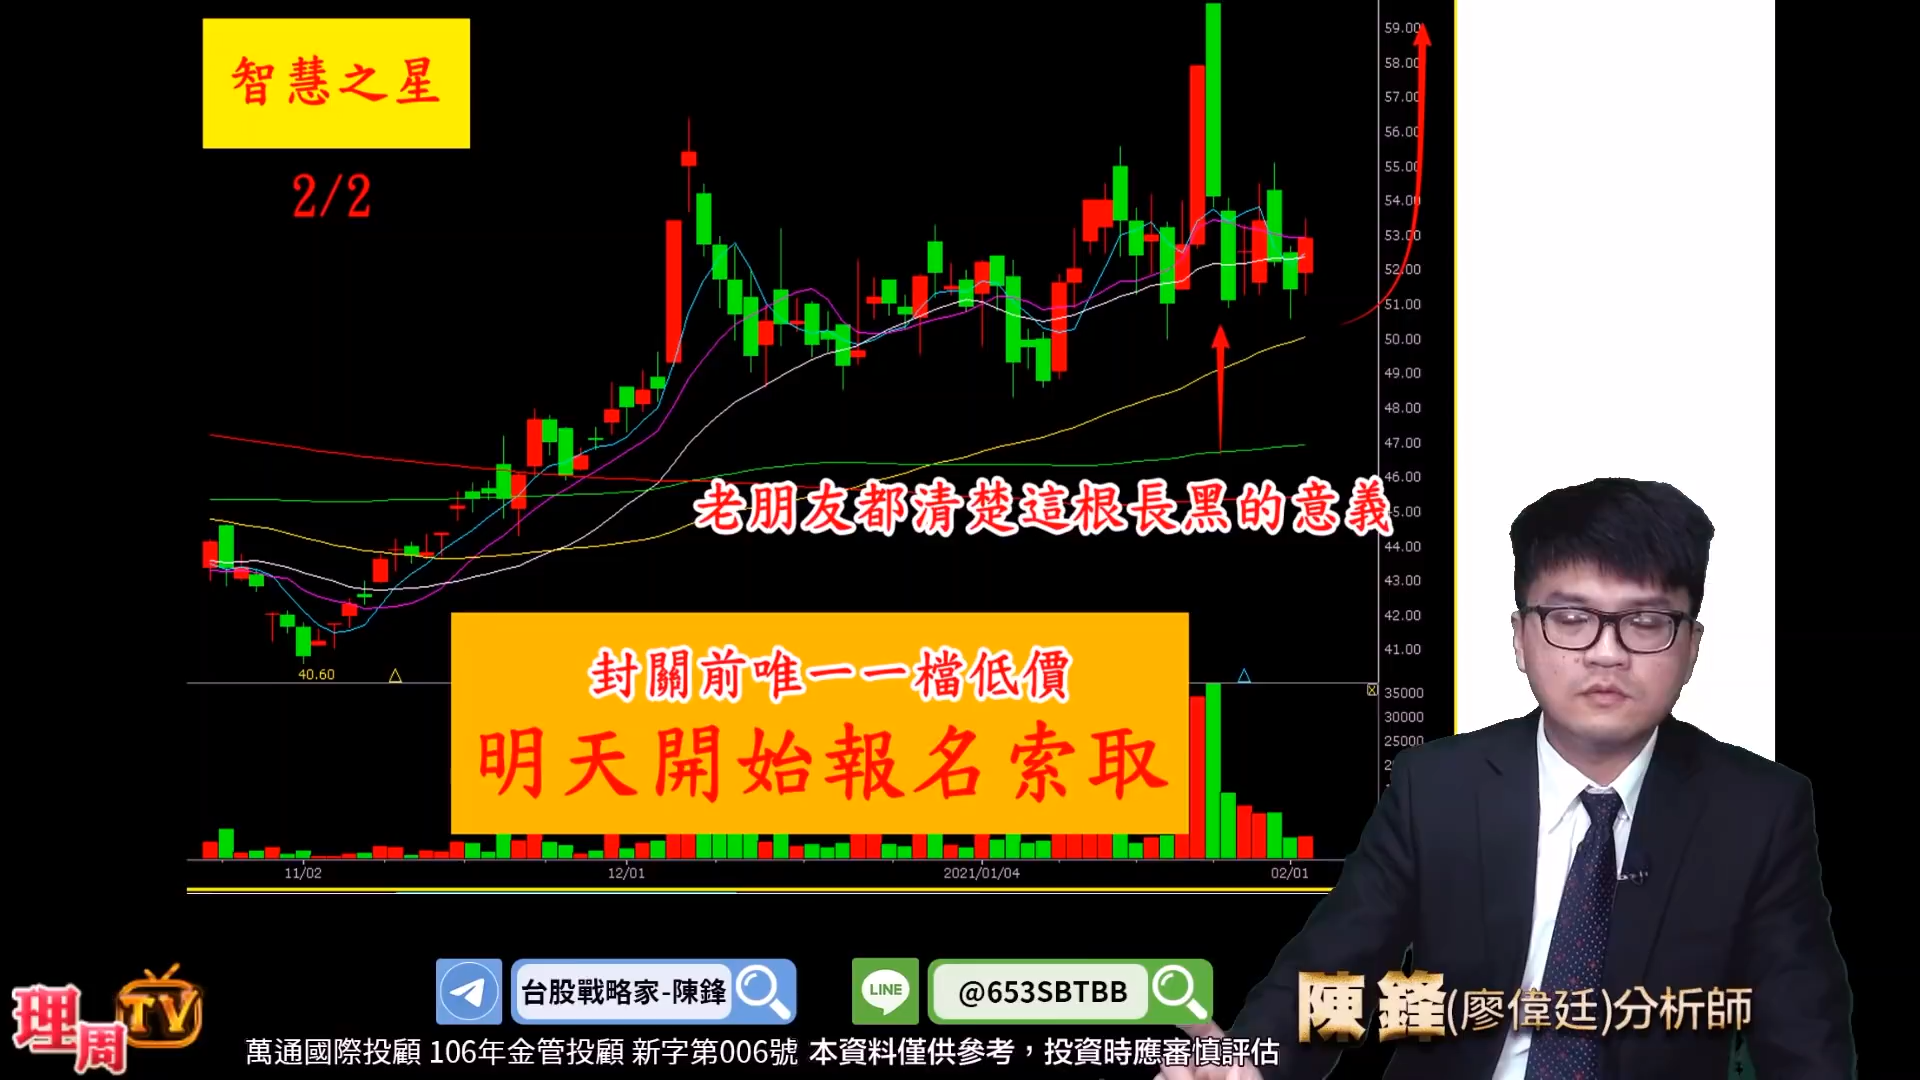 智慧之星
2/2
59.00
58.00
57.00
56.00
55.00
54.00
53.00
52.00
51.00
50.00
49.00
48.00
47.00
46.00
45.00
44.00
43.00
42.00
41.00
老朋友都清楚這根長黑的意義
40.60
封關前唯一一檔低價
明天開始報名索取
35000
30000
25000
11/02
12/01
2021/01/04
02/01
理周TV
台股戰略家-陳鋒
LINE
@653SBTBB
陳鋒(廖偉廷)分析師
萬通國際投顧 106年金管投顧 新字第006號 本資料僅供參考，投資時應審慎評估